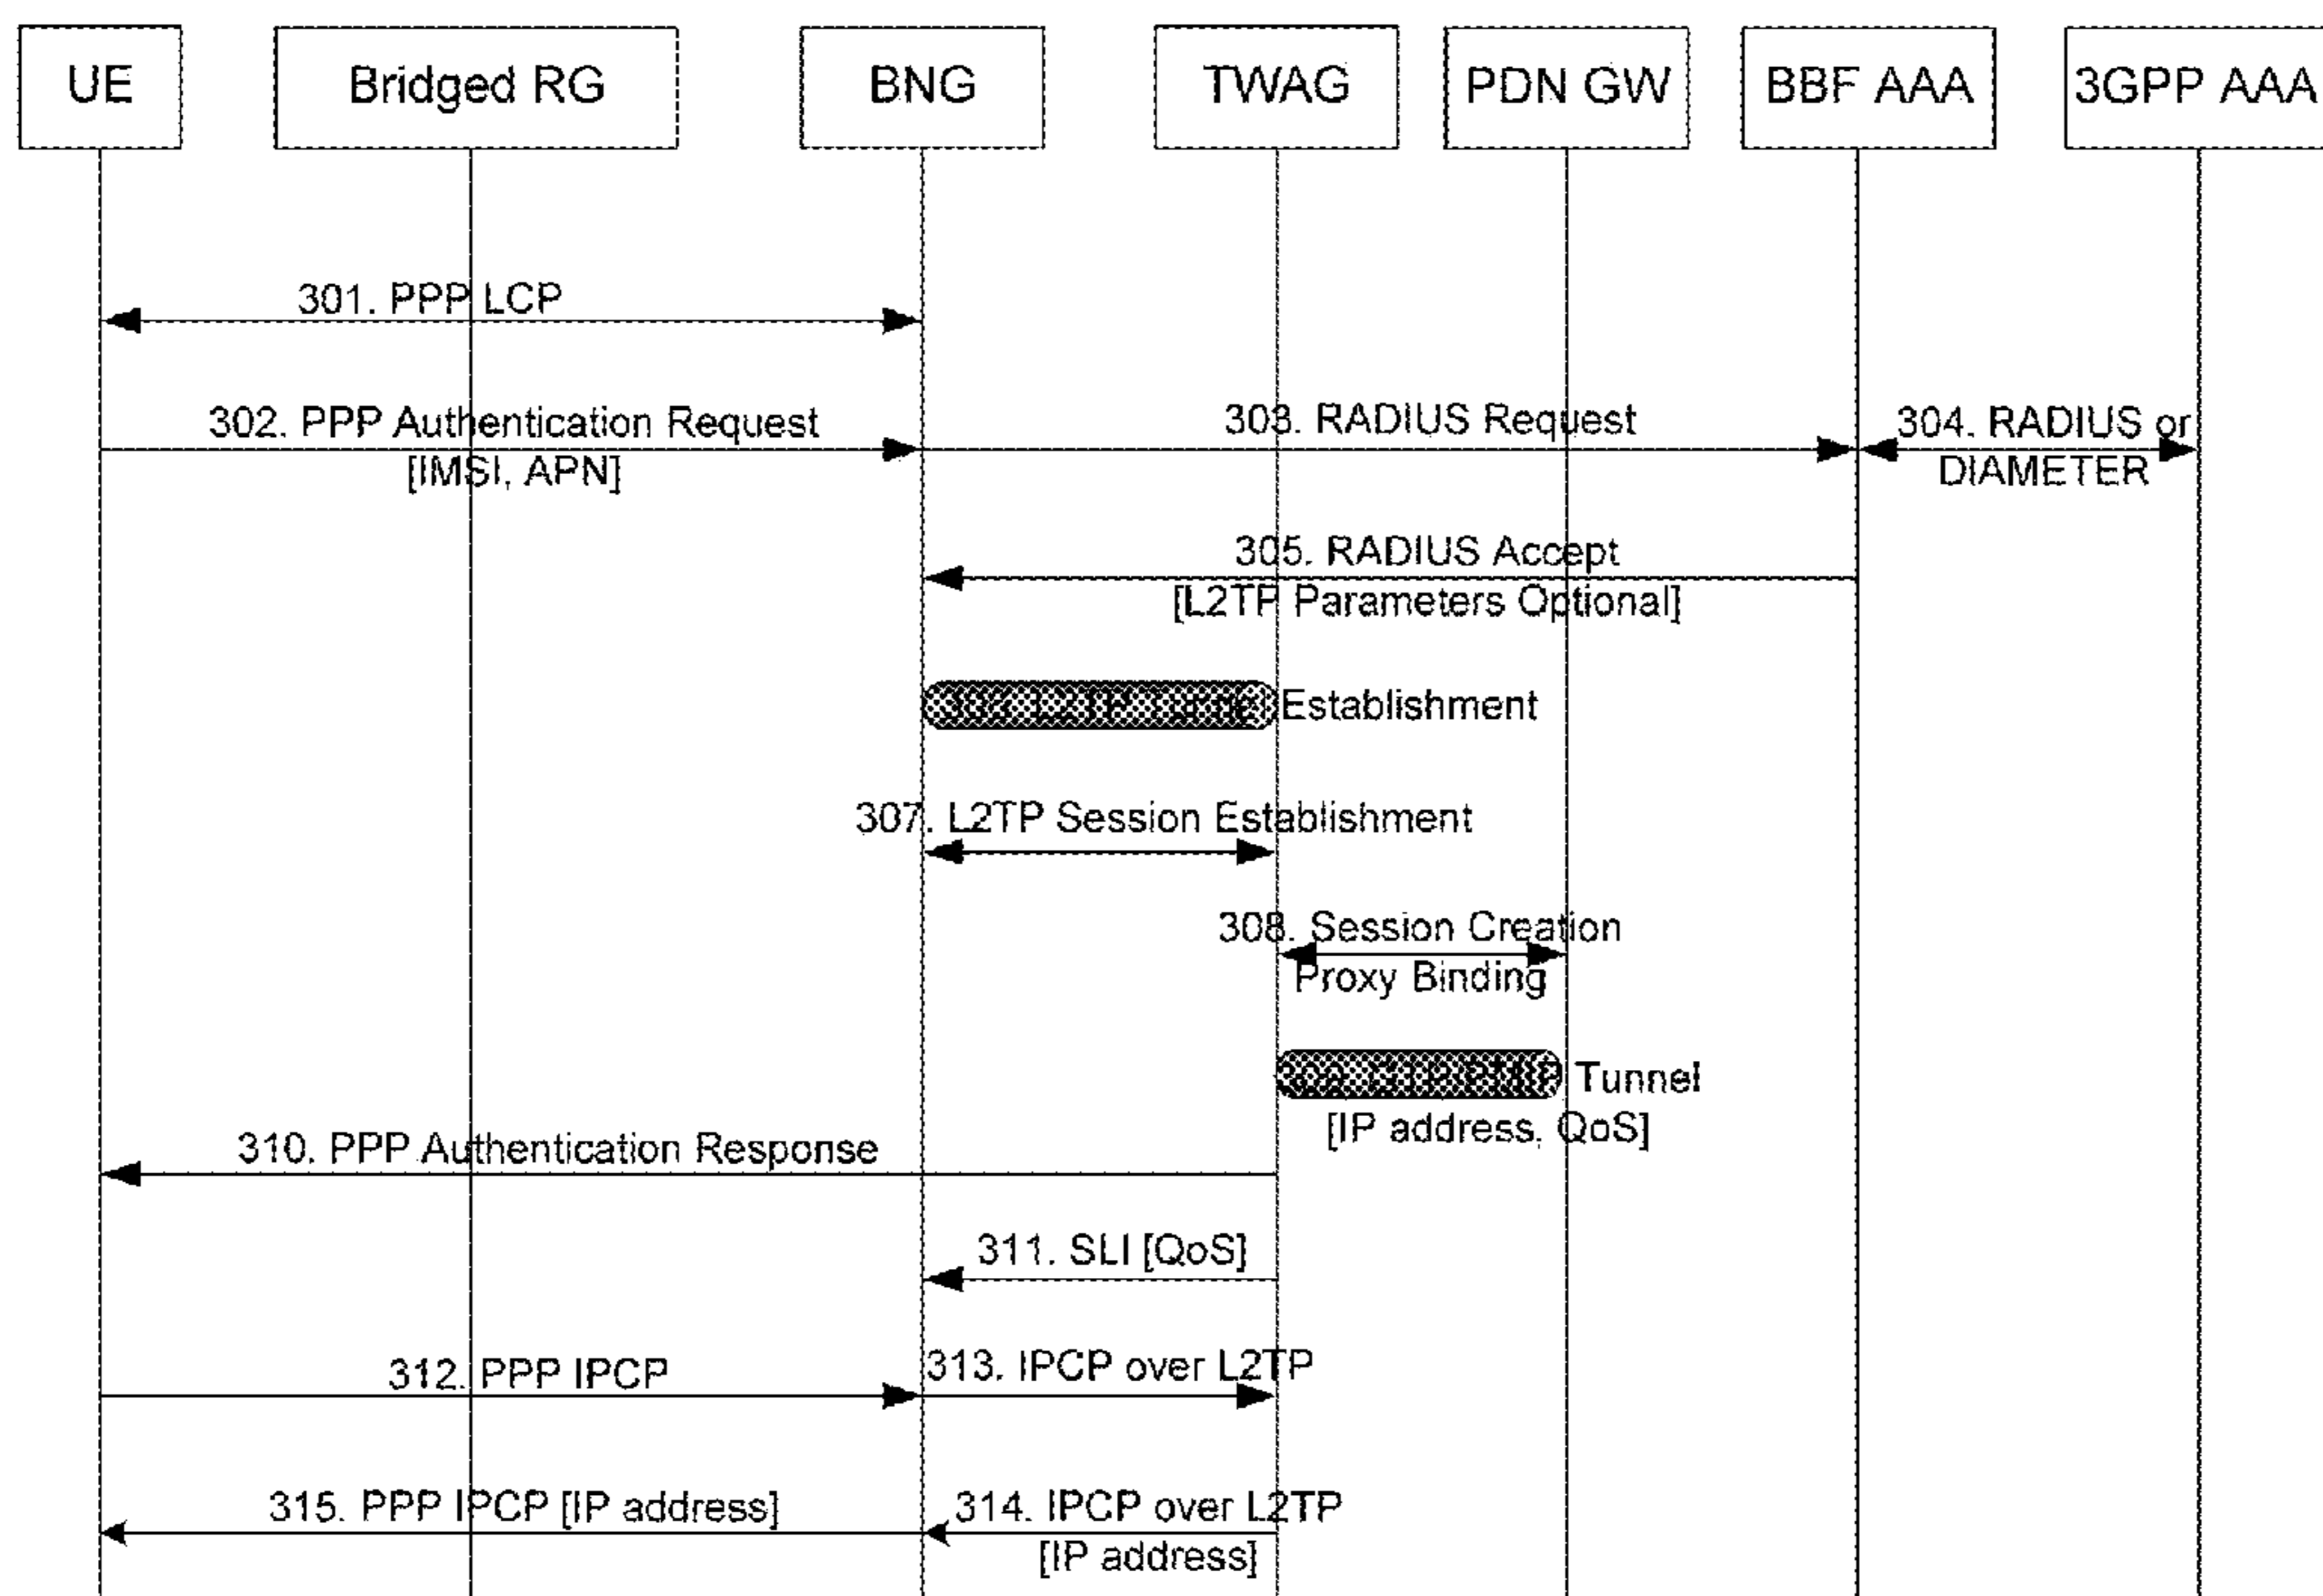 UE
Bridged RG
BNG
TWAG
PDN GW
BBF AAA
3GPP AAA
301. PPP LCP
302. PPP Authentication Request
[IMSI, APN]
303. RADIUS Request
304. RADIUS or
DIAMETER
305. RADIUS Accept
[L2TP Parameters Optional]
L2TP Tunnel Establishment
307. L2TP Session Establishment
308. Session Creation
Proxy Binding
Tunnel
[IP address, QoS]
310. PPP Authentication Response
311. SLI [QoS]
312. PPP IPCP
313. IPCP over L2TP
315. PPP IPCP [IP address]
314. IPCP over L2TP
[IP address]